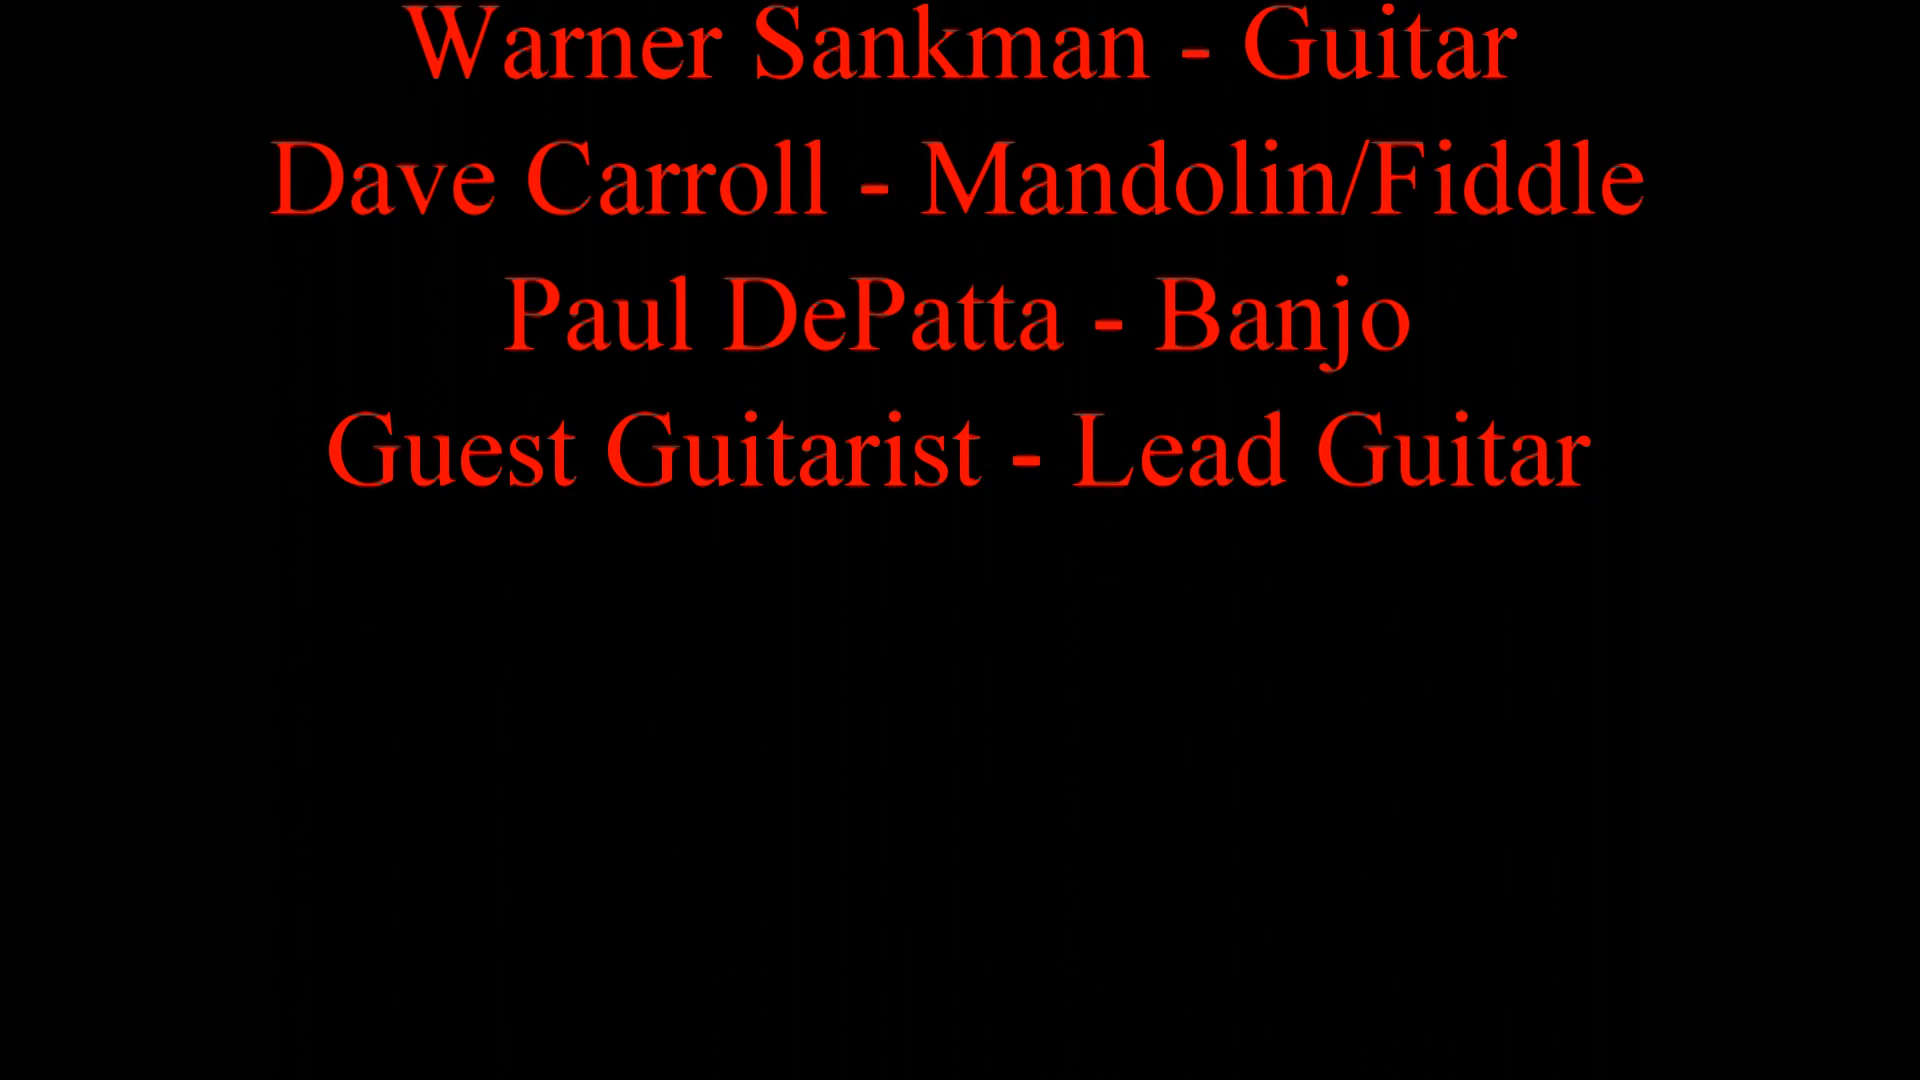 Warner Sankman - Guitar
Dave Carroll - Mandolin/Fiddle
Paul DePatta - Banjo
Guest Guitarist - Lead Guitar